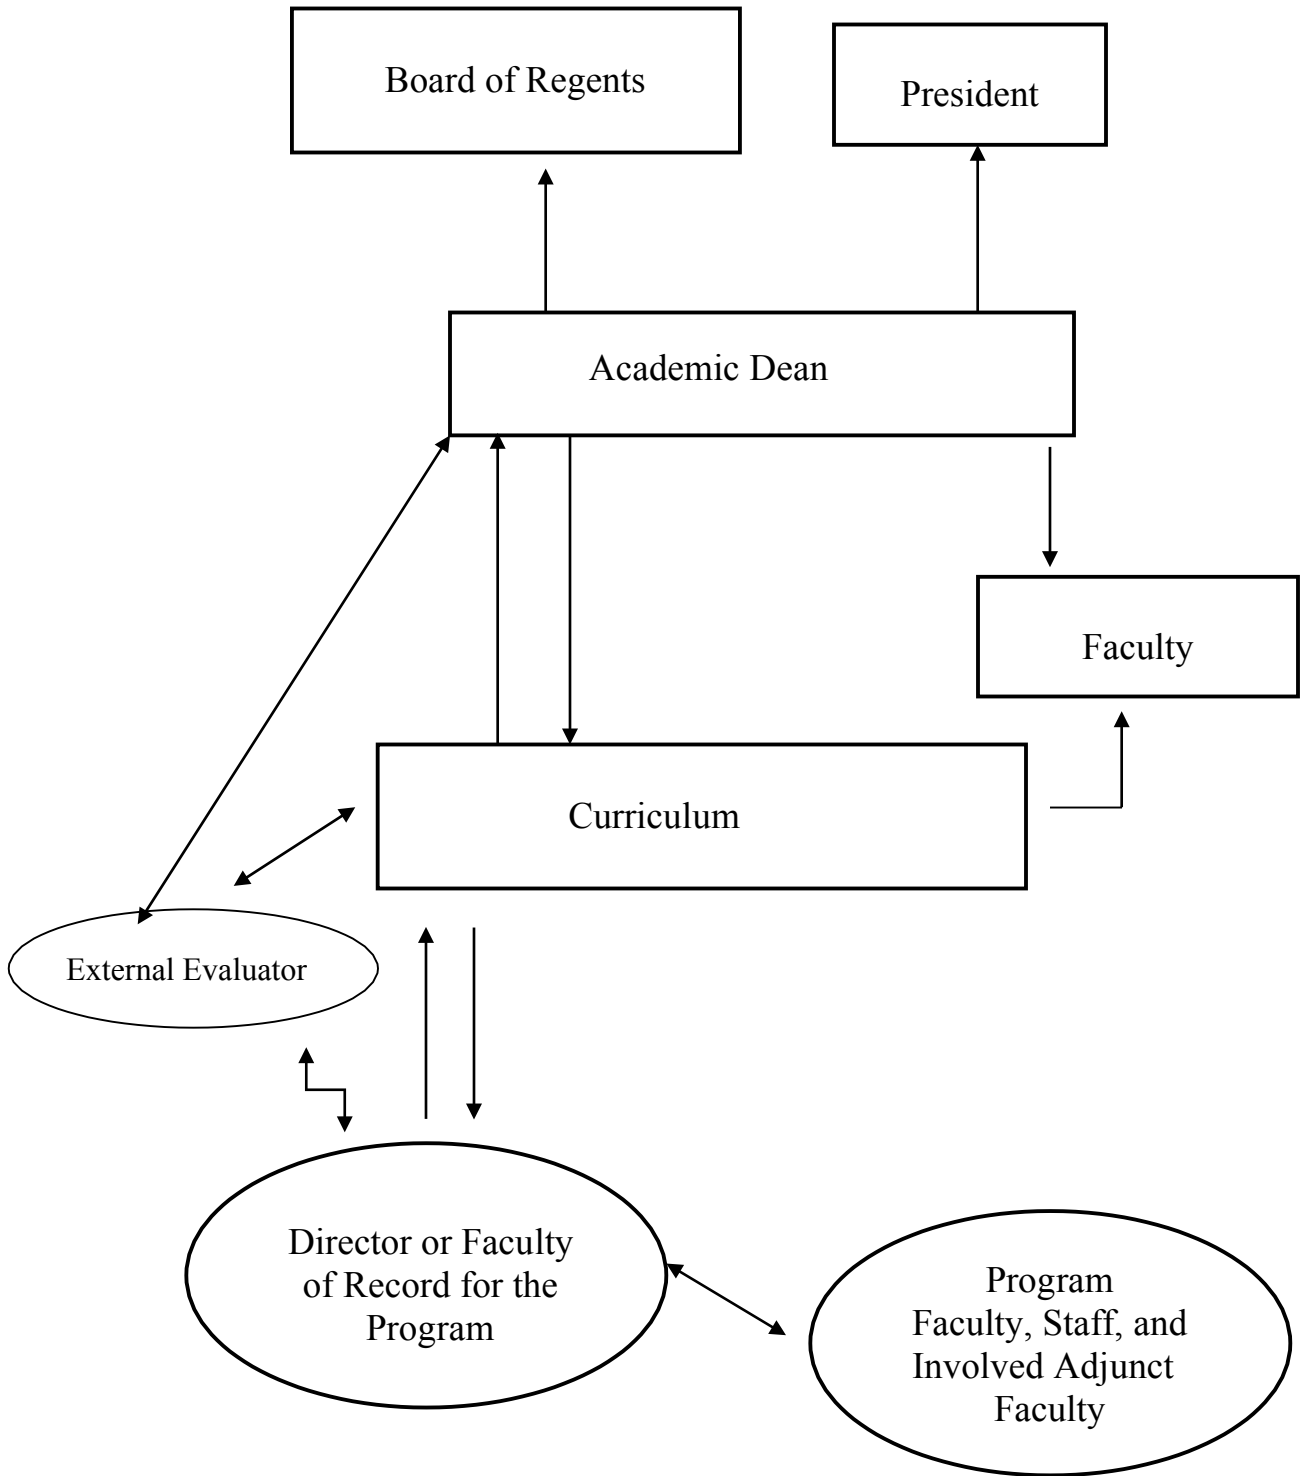 Board of Regents
President
Academic Dean
Faculty
Curriculum
External Evaluator
Director or Faculty
of Record for the
Program
Program
Faculty, Staff, and
Involved Adjunct
Faculty